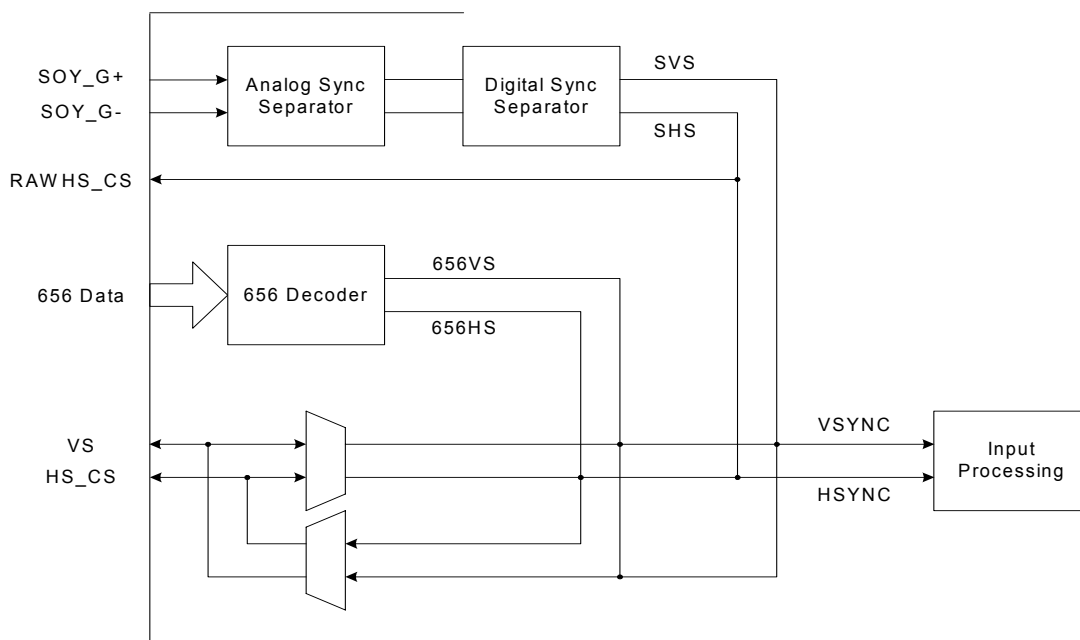 SOY_G+
SOY_G-
Analog Sync
Separator
Digital Sync
Separator
SVS
SHS
RAWHS_CS
656 Data
656 Decoder
656VS
656HS
VS
HS_CS
VSYNC
HSYNC
Input
Processing